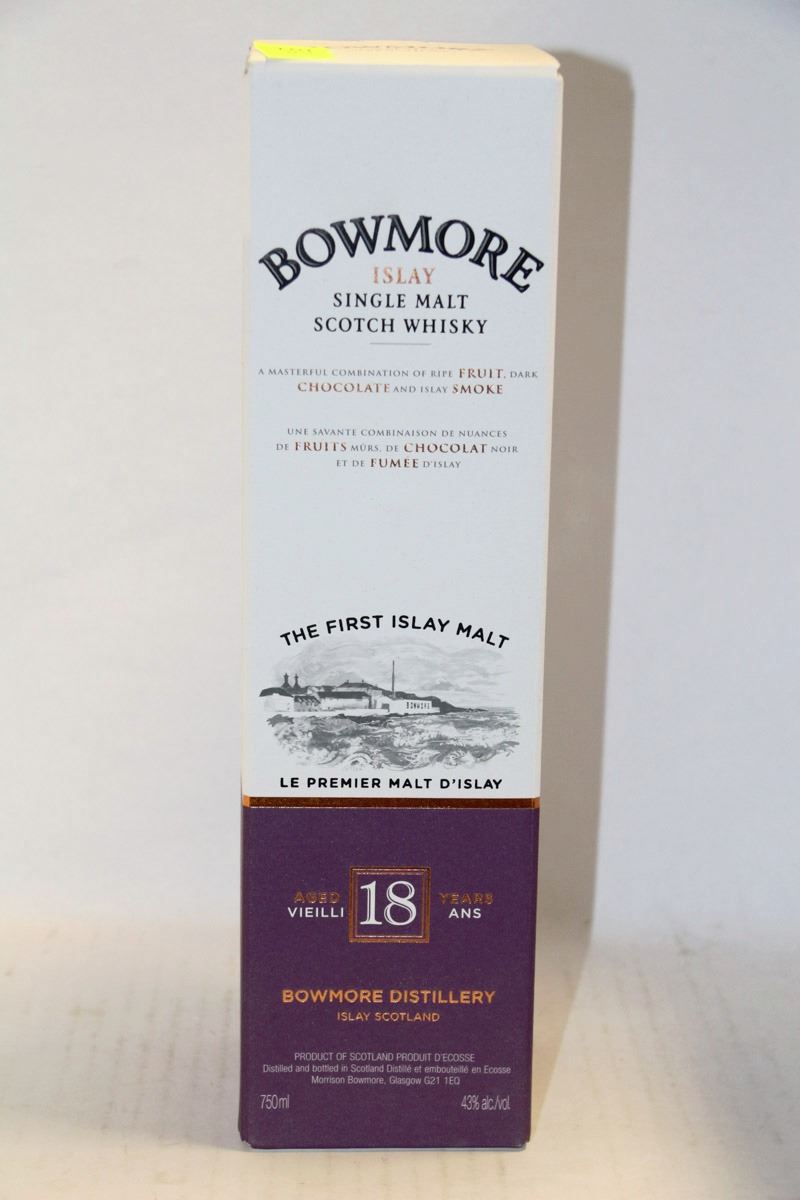 BOWMORE
ISLAY
SINGLE MALT
SCOTCH WHISKY
A MASTERFUL COMBINATION OF RIPE FRUIT, DARK
CHOCOLATE AND ISLAY SMOKE
UNE SAVANTE COMBINAISON DE NUANCES
DE FRUITS MÛRS, DE CHOCOLAT NOIR
ET DE FUMÉE D'ISLAY
THE FIRST ISLAY MALT
BOWMORE
LE PREMIER MALT D'ISLAY
AGED 18 YEARS
VIEILLI ANS
BOWMORE DISTILLERY
ISLAY SCOTLAND
PRODUCT OF SCOTLAND PRODUIT D'ECOSSE
Distilled and bottled in Scotland Distillé et embouteillé en Ecosse
Morrison Bowmore, Glasgow G21 1EQ
750ml 43% alc./vol.